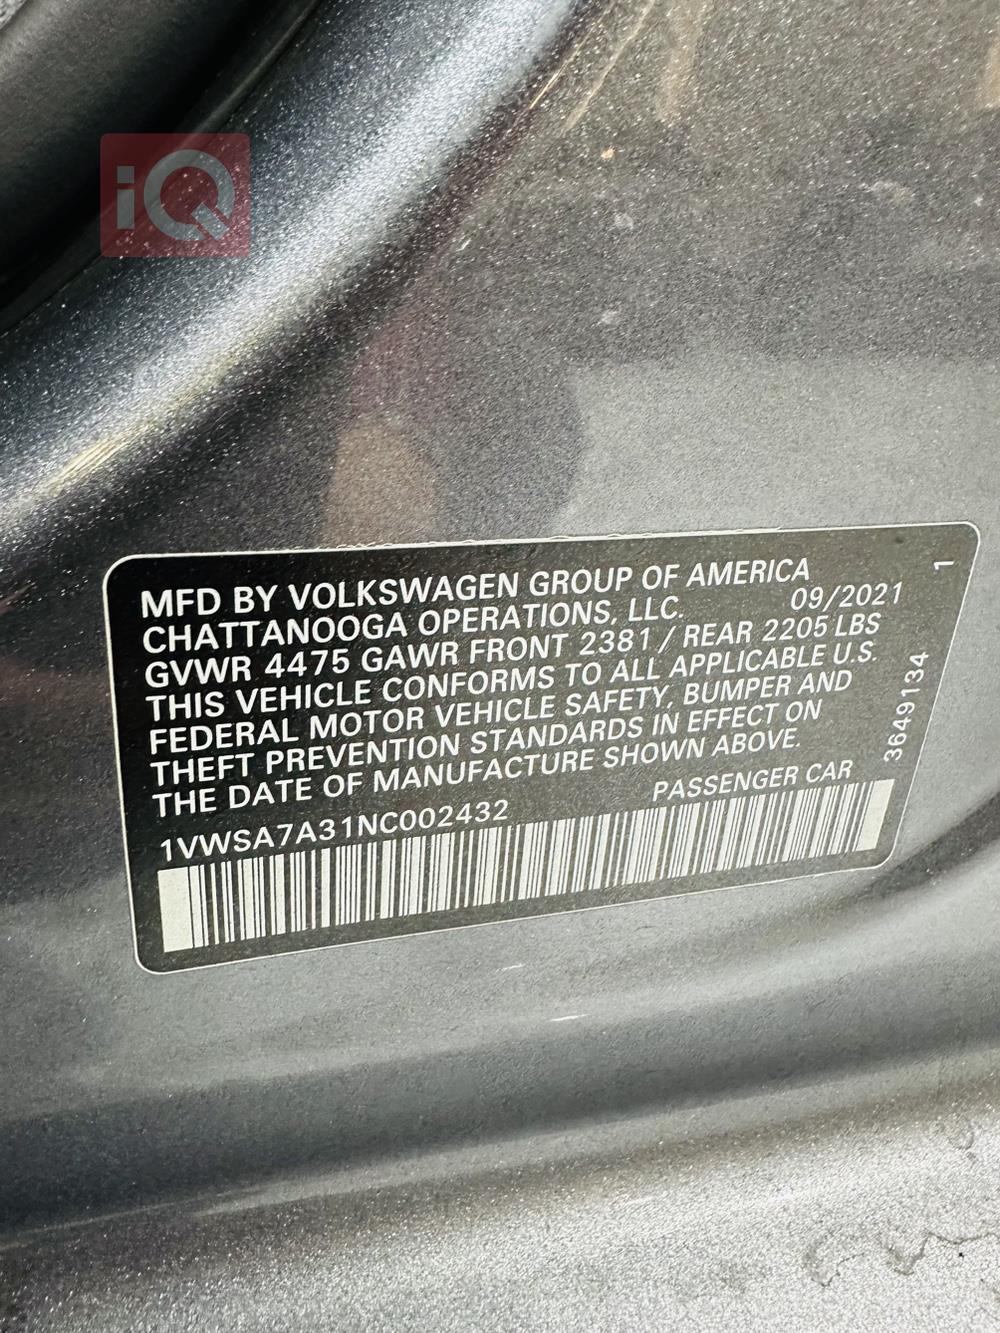 iQ
MFD BY VOLKSWAGEN GROUP OF AMERICA
CHATTANOOGA OPERATIONS, LLC. 09/2021
GVWR 4475 GAWR FRONT 2381 / REAR 2205 LBS
THIS VEHICLE CONFORMS TO ALL APPLICABLE U.S.
FEDERAL MOTOR VEHICLE SAFETY, BUMPER AND
THEFT PREVENTION STANDARDS IN EFFECT ON
THE DATE OF MANUFACTURE SHOWN ABOVE.
1VWSA7A31NC002432 PASSENGER CAR
3649134
1